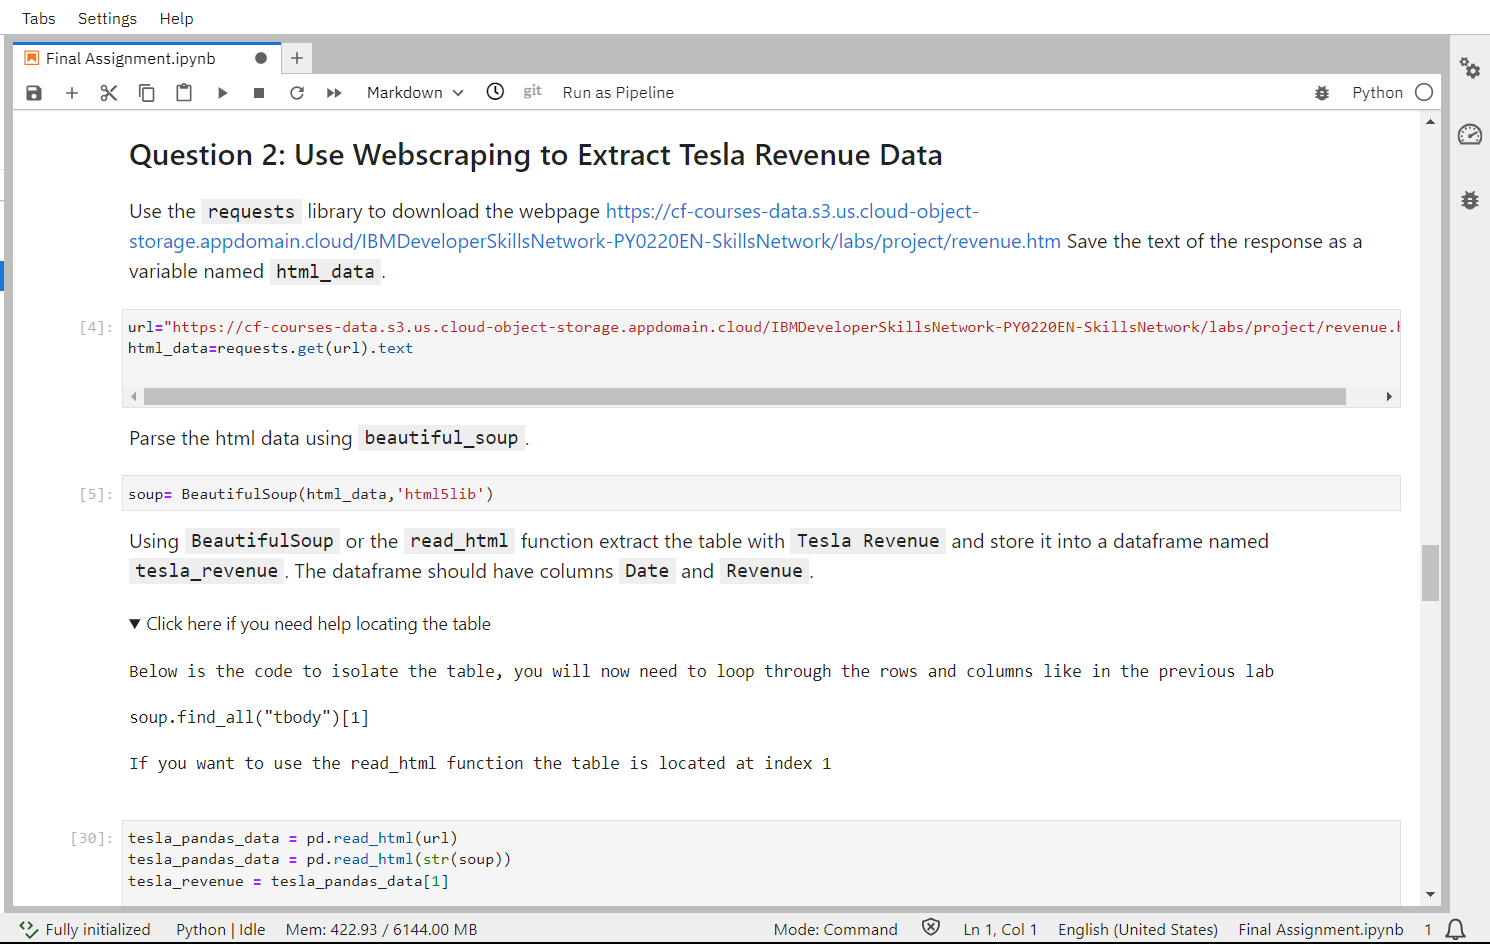 Tabs Settings Help
Final Assignment.ipynb
Markdown git Run as Pipeline Python
Question 2: Use Webscraping to Extract Tesla Revenue Data
Use the requests library to download the webpage https://cf-courses-data.s3.us.cloud-object-
storage.appdomain.cloud/IBMDeveloperSkillsNetwork-PY0220EN-SkillsNetwork/labs/project/revenue.htm Save the text of the response as a
variable named html_data.
[4]: url="https://cf-courses-data.s3.us.cloud-object-storage.appdomain.cloud/IBMDeveloperSkillsNetwork-PY0220EN-SkillsNetwork/labs/project/revenue.h
html_data=requests.get(url).text
Parse the html data using beautiful_soup.
[5]: soup= BeautifulSoup(html_data,'html5lib')
Using BeautifulSoup or the read_html function extract the table with Tesla Revenue and store it into a dataframe named
tesla_revenue. The dataframe should have columns Date and Revenue.
▼ Click here if you need help locating the table
Below is the code to isolate the table, you will now need to loop through the rows and columns like in the previous lab
soup.find_all("tbody")[1]
If you want to use the read_html function the table is located at index 1
[30]: tesla_pandas_data = pd.read_html(url)
tesla_pandas_data = pd.read_html(str(soup))
tesla_revenue = tesla_pandas_data[1]
Fully initialized Python | Idle Mem: 422.93 / 6144.00 MB Mode: Command Ln 1, Col 1 English (United States) Final Assignment.ipynb 1